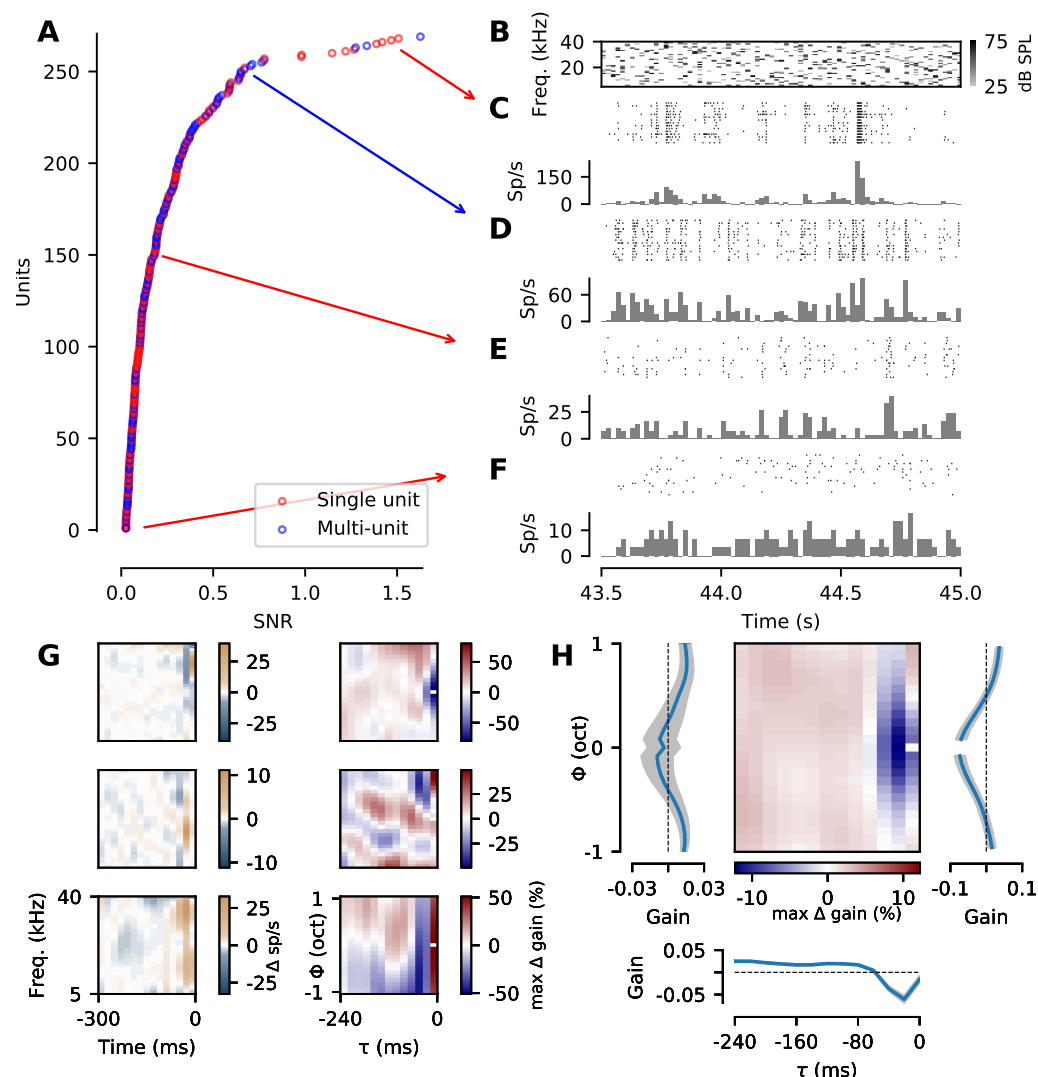 A
Units
250
200
150
100
50
0
Single unit
Multi-unit
0.0 0.5 1.0 1.5
SNR
B
Freq. (kHz)
40
20
75
25
dB SPL
C
Sp/s
150
0
D
Sp/s
60
0
E
Sp/s
25
0
F
Sp/s
10
0
43.5 44.0 44.5 45.0
Time (s)
G
25
0
-25
50
0
-50
10
0
-10
25
0
-25
Freq. (kHz)
40
5
-300 0
Time (ms)
25
0
-25
Δ sp/s
Φ (oct)
1
-1
-240 0
τ (ms)
50
0
-50
max Δ gain (%)
H
1
0
-1
Φ (oct)
-0.03 0.03
Gain
-10 0 10
max Δ gain (%)
-0.1 0.1
Gain
Gain
0.05
-0.05
-240 -160 -80 0
τ (ms)